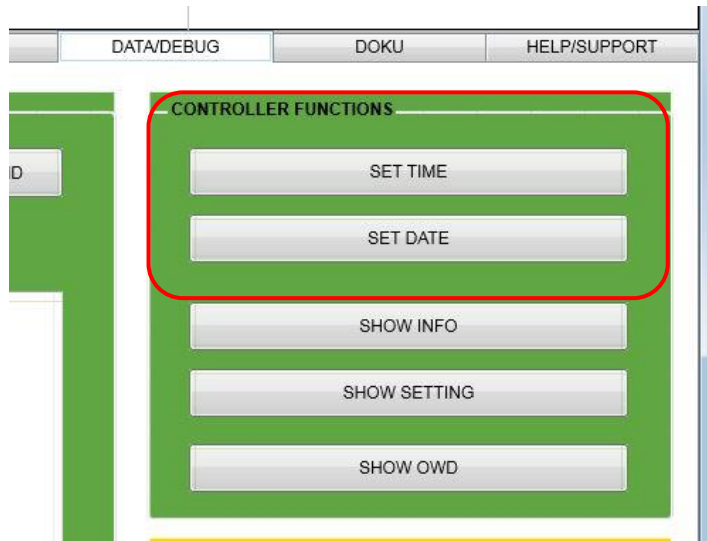 DATA/DEBUG DOKU HELP/SUPPORT
CONTROLLER FUNCTIONS
SET TIME
SET DATE
SHOW INFO
SHOW SETTING
SHOW OWD